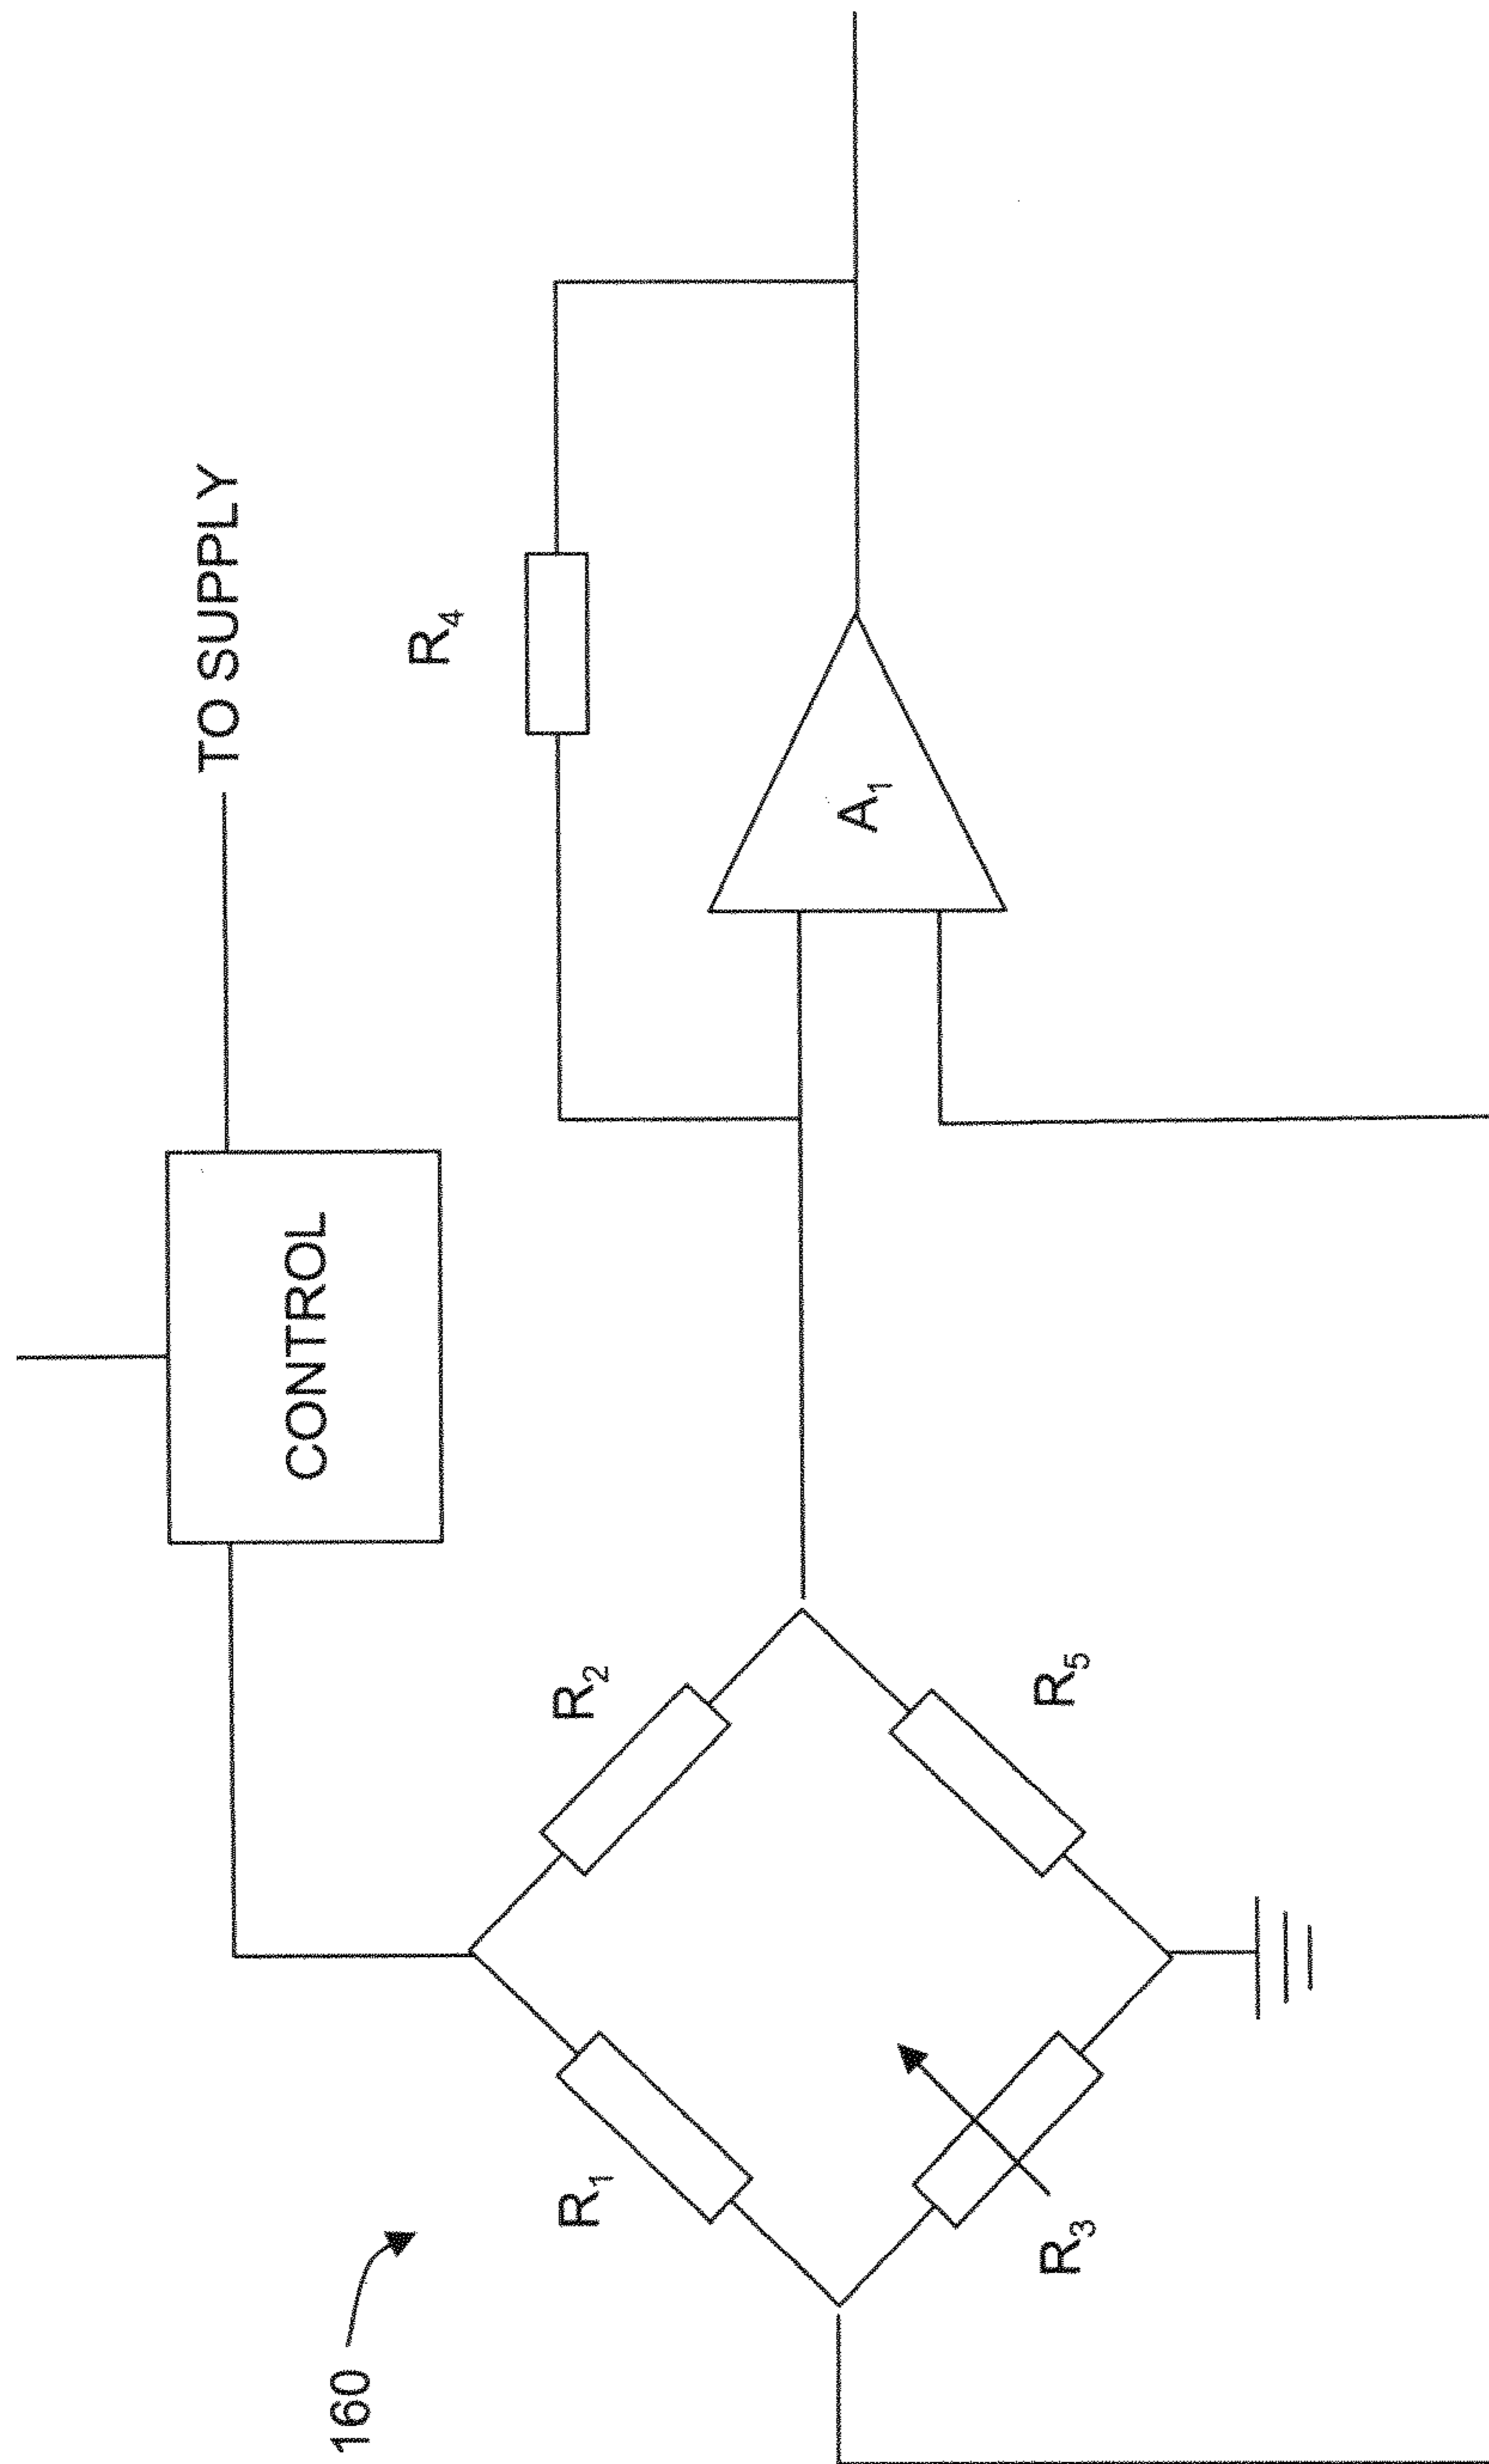 160
CONTROL
TO SUPPLY
R1
R2
R3
R5
R4
A1